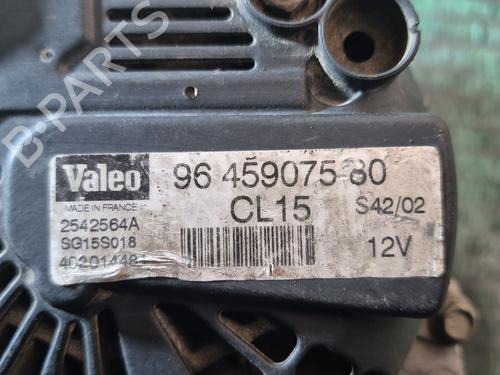 Valeo
MADE IN FRANCE
2542564A
SG15S018
96 459075-80
CL15
S42/02
12V
B-PARTS